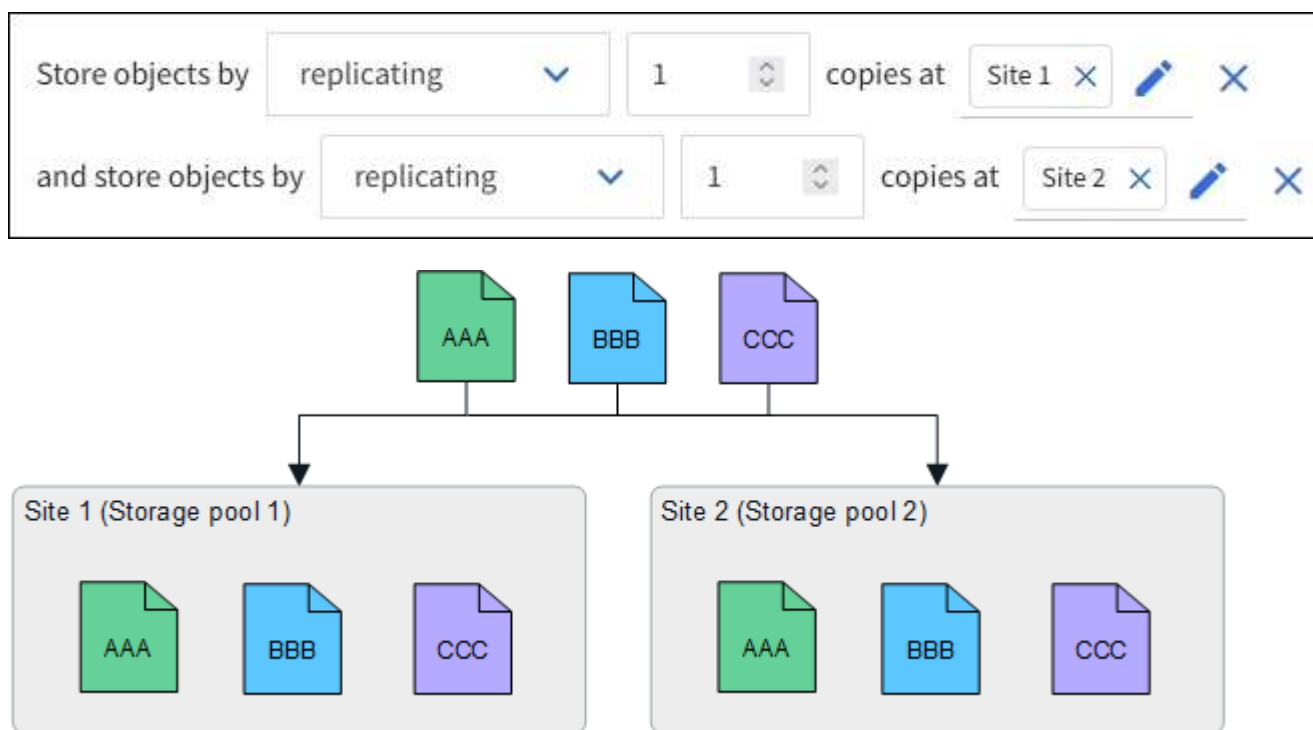 Store objects by replicating 1 copies at Site 1
and store objects by replicating 1 copies at Site 2
AAA BBB CCC
Site 1 (Storage pool 1) Site 2 (Storage pool 2)
AAA BBB CCC AAA BBB CCC